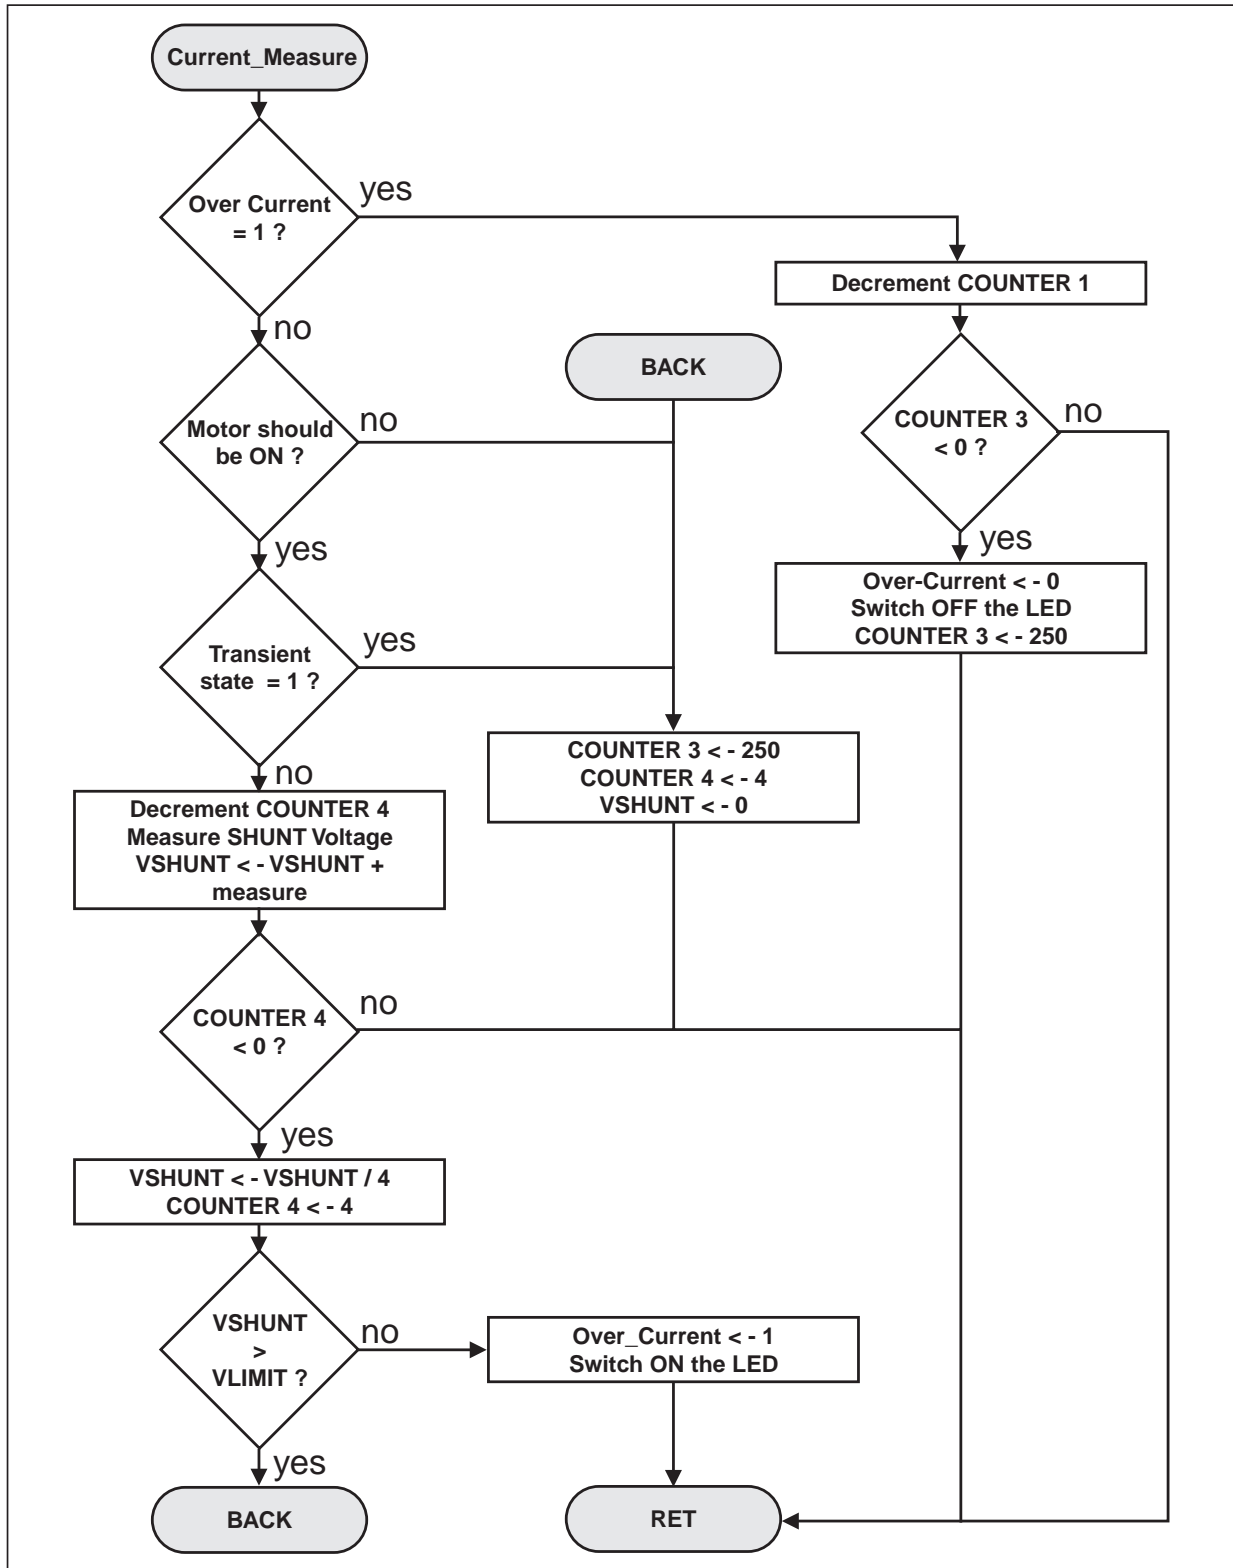 Current_Measure
Over Current
= 1 ?
yes
Decrement COUNTER 1
no
BACK
COUNTER 3
< 0 ?
no
Motor should
be ON ?
no
yes
yes
Over-Current < - 0
Switch OFF the LED
COUNTER 3 < - 250
Transient
state = 1 ?
yes
COUNTER 3 < - 250
COUNTER 4 < - 4
VSHUNT < - 0
no
Decrement COUNTER 4
Measure SHUNT Voltage
VSHUNT < - VSHUNT +
measure
COUNTER 4
< 0 ?
no
yes
VSHUNT < - VSHUNT / 4
COUNTER 4 < - 4
VSHUNT
>
VLIMIT ?
no
Over_Current < - 1
Switch ON the LED
yes
BACK
RET